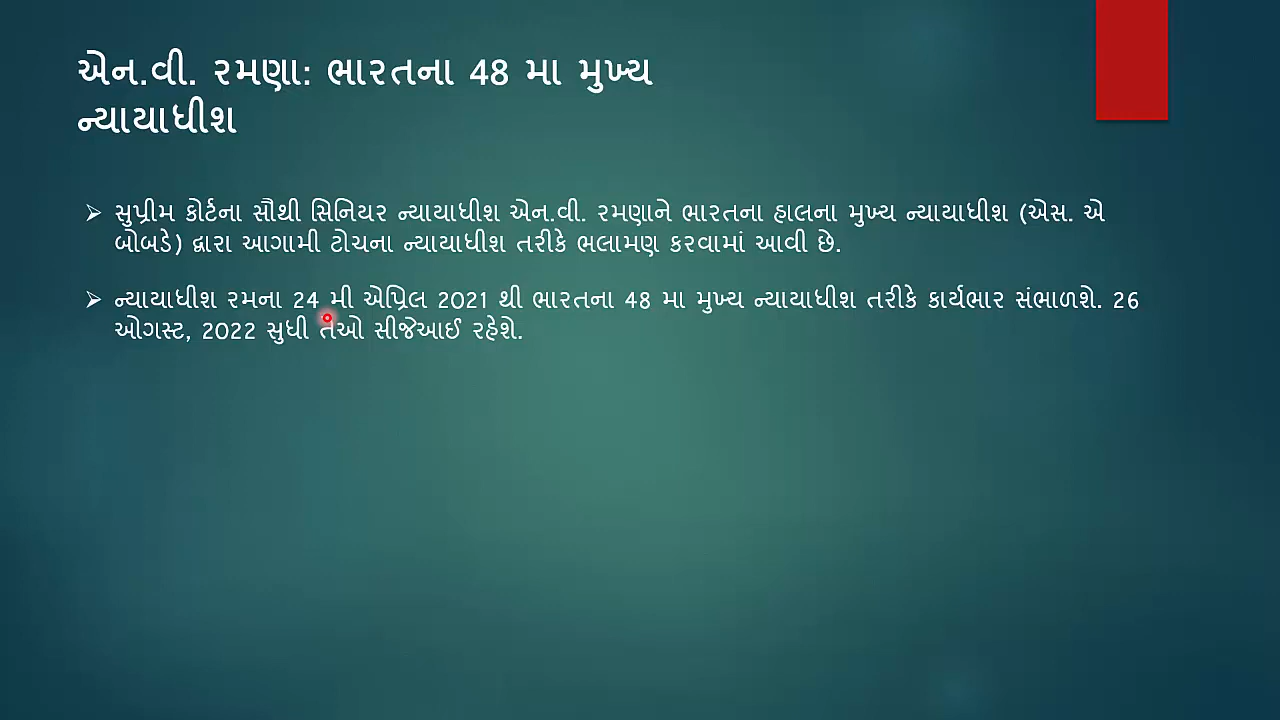 એન.વી. રમણા: ભારતના 48 મા મુખ્ય
ન્યાયાધીશ
સુપ્રીમ કોર્ટના સૌથી સિનિયર ન્યાયાધીશ એન.વી. રમણાને ભારતના હાલના મુખ્ય ન્યાયાધીશ (એસ. એ
બોબડે) દ્વારા આગામી ટોચના ન્યાયાધીશ તરીકે ભલામણ કરવામાં આવી છે.
ન્યાયાધીશ રમના 24 મી એપ્રિલ 2021 થી ભારતના 48 મા મુખ્ય ન્યાયાધીશ તરીકે કાર્યભાર સંભાળશે. 26
ઓગસ્ટ, 2022 સુધી તેઓ સીજેઆઈ રહેશે.